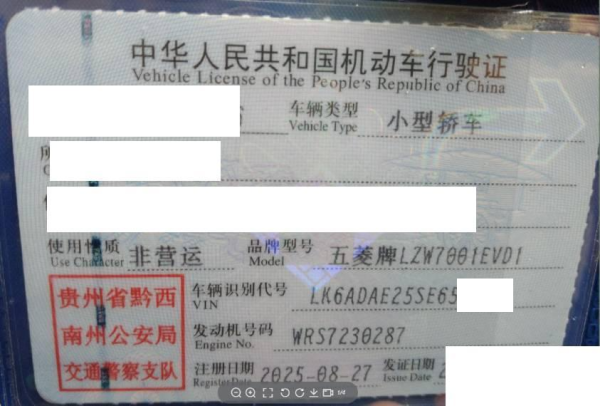 中华人民共和国机动车行驶证
Vehicle License of the People's Republic of China
车辆类型 小型轿车
Vehicle Type
使用性质 非营运 品牌型号 五菱牌LZW7001EVD1
Use Character Model
贵州省黔西
南州公安局
交通警察支队
车辆识别代号 LK6ADAE25SE65
VIN
发动机号码 WRS7230287
Engine No.
注册日期 2025-08-27 发证日期
Register Date Issue Date